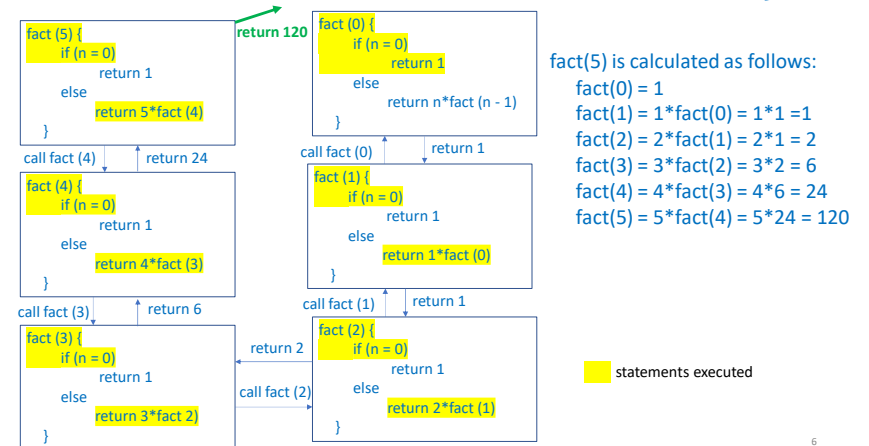 fact (5) {
if (n = 0)
return 1
else
return 5*fact (4)
}
return 120
call fact (4)
return 24
fact (4) {
if (n = 0)
return 1
else
return 4*fact (3)
}
call fact (3)
return 6
fact (3) {
if (n = 0)
return 1
else
return 3*fact 2)
}
return 2
call fact (2)
fact (0) {
if (n = 0)
return 1
else
return n*fact (n - 1)
}
call fact (0)
return 1
fact (1) {
if (n = 0)
return 1
else
return 1*fact (0)
}
call fact (1)
return 1
fact (2) {
if (n = 0)
return 1
else
return 2*fact (1)
}
fact(5) is calculated as follows:
fact(0) = 1
fact(1) = 1*fact(0) = 1*1 =1
fact(2) = 2*fact(1) = 2*1 = 2
fact(3) = 3*fact(2) = 3*2 = 6
fact(4) = 4*fact(3) = 4*6 = 24
fact(5) = 5*fact(4) = 5*24 = 120
statements executed
6